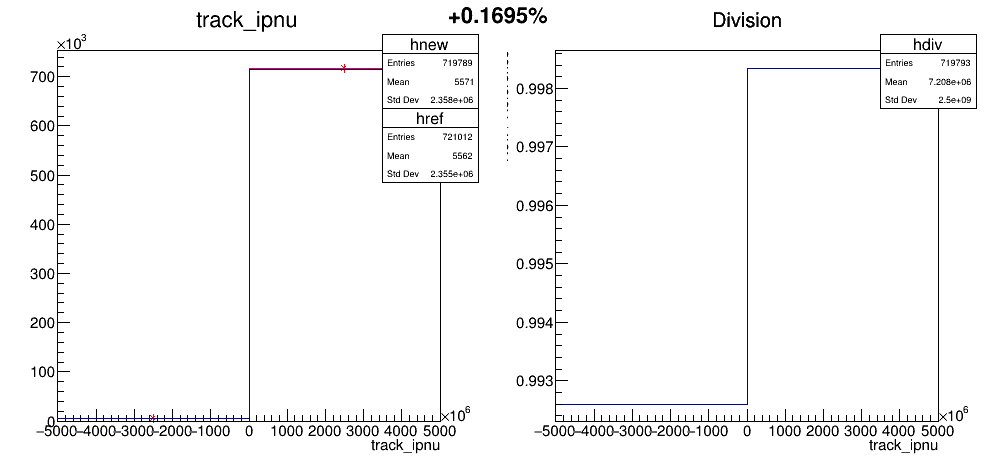 track_ipnu
+0.1695%
Division
×10³
hnew
Entries 719789
Mean 5571
Std Dev 2.358e+06
href
Entries 721012
Mean 5562
Std Dev 2.355e+06
700
600
500
400
300
200
100
0
−5000 −4000 −3000 −2000 −1000 0 1000 2000 3000 4000 5000
×10⁶
track_ipnu
hdiv
Entries 719793
Mean 7.208e+06
Std Dev 2.5e+09
0.998
0.997
0.996
0.995
0.994
0.993
−5000 −4000 −3000 −2000 −1000 0 1000 2000 3000 4000 5000
×10⁶
track_ipnu